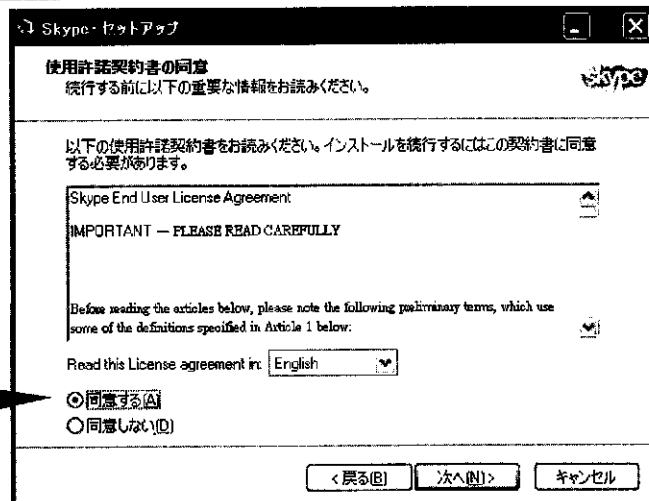 Skype - セットアップ
使用許諾契約書の同意
続行する前に以下の重要な情報をお読みください。
skype
以下の使用許諾契約書をお読みください。インストールを続行するにはこの契約書に同意
する必要があります。
Skype End User License Agreement
IMPORTANT — PLEASE READ CAREFULLY
Before reading the articles below, please note the following preliminary terms, which use
some of the definitions specified in Article 1 below:
Read this License agreement in: English
同意する(A)
同意しない(D)
< 戻る(B) 次へ(N) > キャンセル